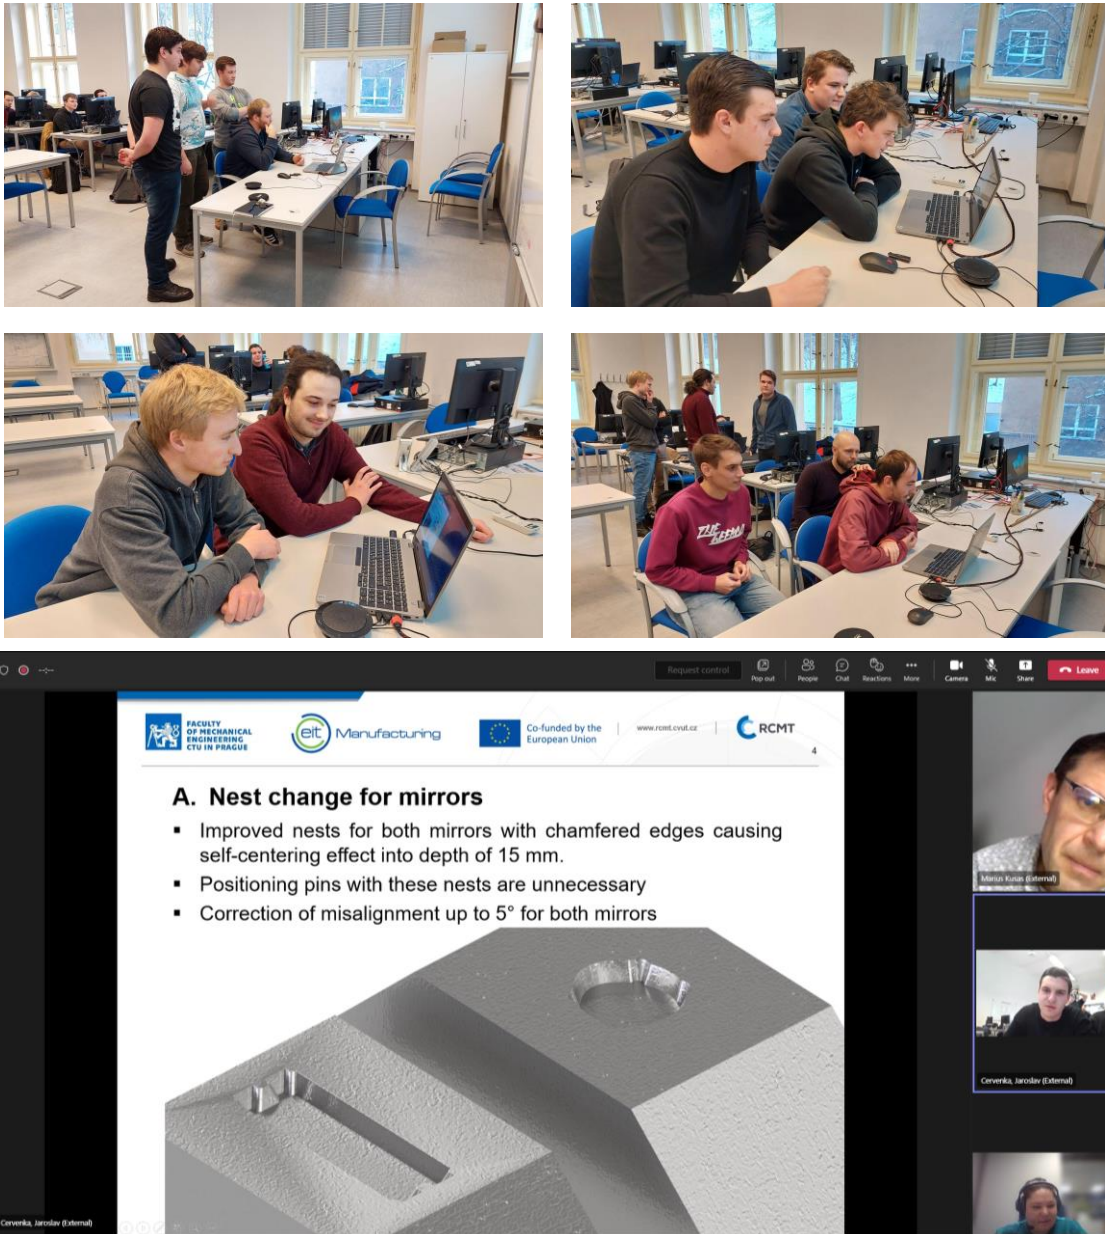 Request control
Pop out
People
Chat
Reactions
More
Camera
Mic
Share
Leave
FACULTY
OF MECHANICAL
ENGINEERING
CTU IN PRAGUE
eit Manufacturing
Co-funded by the
European Union
www.rcmt.cvut.cz
RCMT
4
A. Nest change for mirrors
▪ Improved nests for both mirrors with chamfered edges causing
self-centering effect into depth of 15 mm.
▪ Positioning pins with these nests are unnecessary
▪ Correction of misalignment up to 5° for both mirrors
Marius Kusas (External)
Cervenka, Jaroslav (External)
Cervenka, Jaroslav (External)